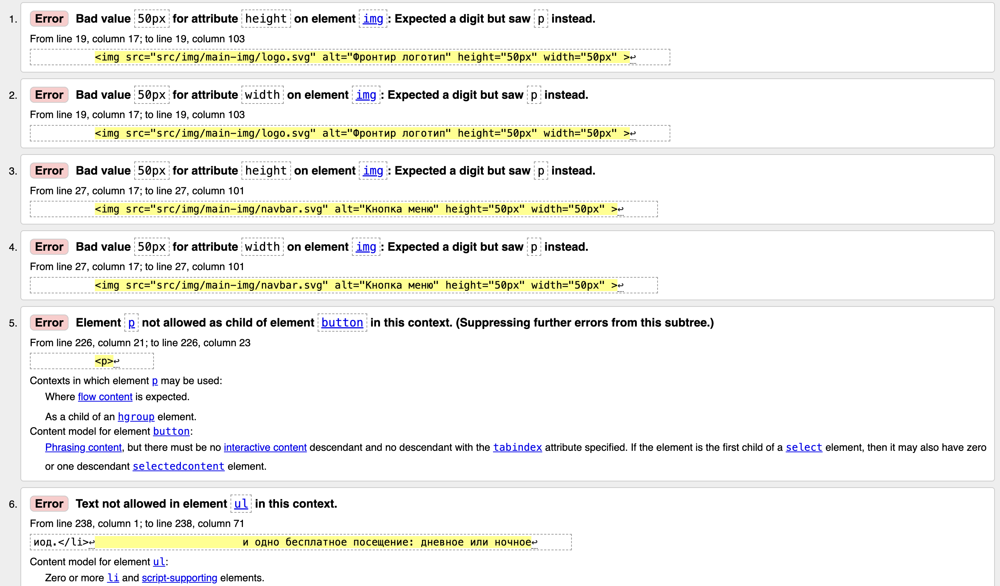 1. Error Bad value 50px for attribute height on element img: Expected a digit but saw p instead.
From line 19, column 17; to line 19, column 103
<img src="src/img/main-img/logo.svg" alt="Фронтир логотип" height="50px" width="50px" >↩
2. Error Bad value 50px for attribute width on element img: Expected a digit but saw p instead.
From line 19, column 17; to line 19, column 103
<img src="src/img/main-img/logo.svg" alt="Фронтир логотип" height="50px" width="50px" >↩
3. Error Bad value 50px for attribute height on element img: Expected a digit but saw p instead.
From line 27, column 17; to line 27, column 101
<img src="src/img/main-img/navbar.svg" alt="Кнопка меню" height="50px" width="50px" >↩
4. Error Bad value 50px for attribute width on element img: Expected a digit but saw p instead.
From line 27, column 17; to line 27, column 101
<img src="src/img/main-img/navbar.svg" alt="Кнопка меню" height="50px" width="50px" >↩
5. Error Element p not allowed as child of element button in this context. (Suppressing further errors from this subtree.)
From line 226, column 21; to line 226, column 23
<p>↩
Contexts in which element p may be used:
Where flow content is expected.
As a child of an hgroup element.
Content model for element button:
Phrasing content, but there must be no interactive content descendant and no descendant with the tabindex attribute specified. If the element is the first child of a select element, then it may also have zero
or one descendant selectedcontent element.
6. Error Text not allowed in element ul in this context.
From line 238, column 1; to line 238, column 71
иод.</li>↩ и одно бесплатное посещение: дневное или ночное↩
Content model for element ul:
Zero or more li and script-supporting elements.